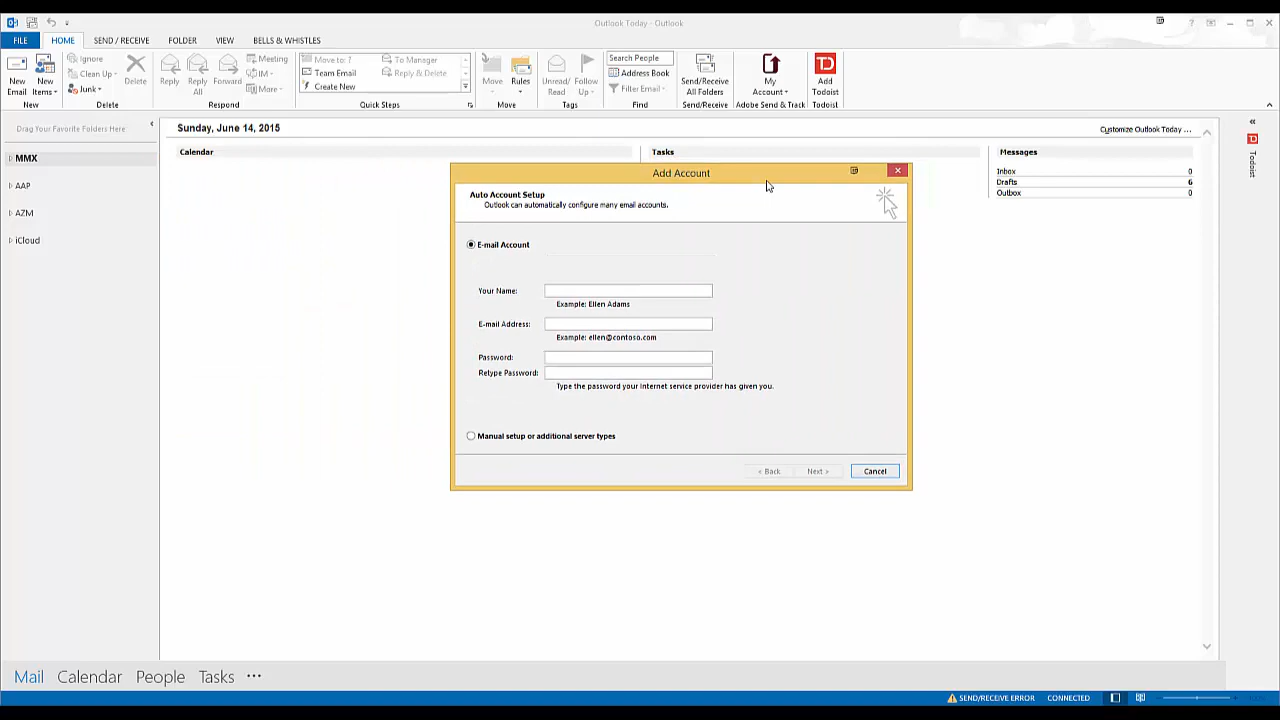 Outlook Today - Outlook
FILE HOME SEND / RECEIVE FOLDER VIEW BELLS & WHISTLES
New Email
New Items
New
Ignore
Clean Up
Junk
Delete
Delete
Reply
Reply All
Forward
Meeting
IM
More
Respond
Move to: ?
Team Email
Create New
To Manager
Reply & Delete
Quick Steps
Move
Rules
Move
Unread/ Read
Follow Up
Tags
Search People
Address Book
Filter Email
Find
Send/Receive All Folders
Send/Receive
My Account
Adobe Send & Track
Add Todoist
Todoist
Drag Your Favorite Folders Here
MMX
AAP
AZM
iCloud
Sunday, June 14, 2015
Customize Outlook Today ...
Calendar
Tasks
Messages
Inbox 0
Drafts 6
Outbox 0
Todoist
Add Account
Auto Account Setup
Outlook can automatically configure many email accounts.
E-mail Account
Your Name:
Example: Ellen Adams
E-mail Address:
Example: ellen@contoso.com
Password:
Retype Password:
Type the password your Internet service provider has given you.
Manual setup or additional server types
< Back Next > Cancel
Mail Calendar People Tasks ···
SEND/RECEIVE ERROR CONNECTED